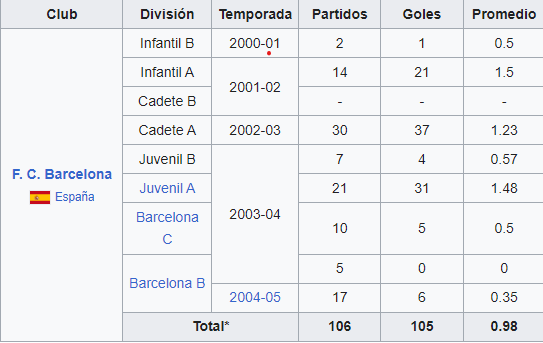 Club División Temporada Partidos Goles Promedio
Infantil B 2000-01 2 1 0.5
Infantil A 14 21 1.5
2001-02
Cadete B - - -
Cadete A 2002-03 30 37 1.23
Juvenil B 7 4 0.57
F. C. Barcelona
España
Juvenil A 21 31 1.48
2003-04
Barcelona
C
10 5 0.5
5 0 0
Barcelona B
2004-05 17 6 0.35
Total* 106 105 0.98